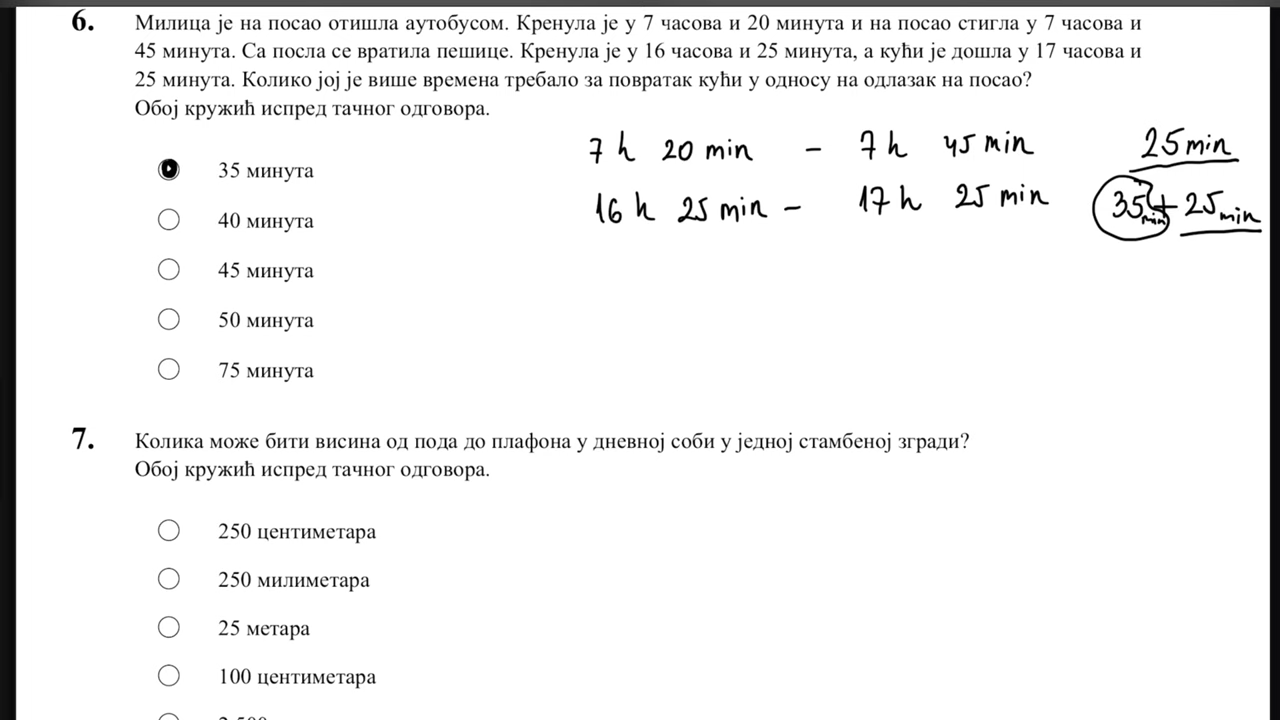 6. Милица је на посао отишла аутобусом. Кренула је у 7 часова и 20 минута и на посао стигла у 7 часова и
45 минута. Са посла се вратила пешице. Кренула је у 16 часова и 25 минута, а кући је дошла у 17 часова и
25 минута. Колико јој је више времена требало за повратак кући у односу на одлазак на посао?
Обој кружић испред тачног одговора.
7 h 20 min – 7 h 45 min 25 min
16 h 25 min – 17 h 25 min 35 min + 25 min
35 минута
40 минута
45 минута
50 минута
75 минута
7. Колика може бити висина од пода до плафона у дневној соби у једној стамбеној згради?
Обој кружић испред тачног одговора.
250 центиметара
250 милиметара
25 метара
100 центиметара